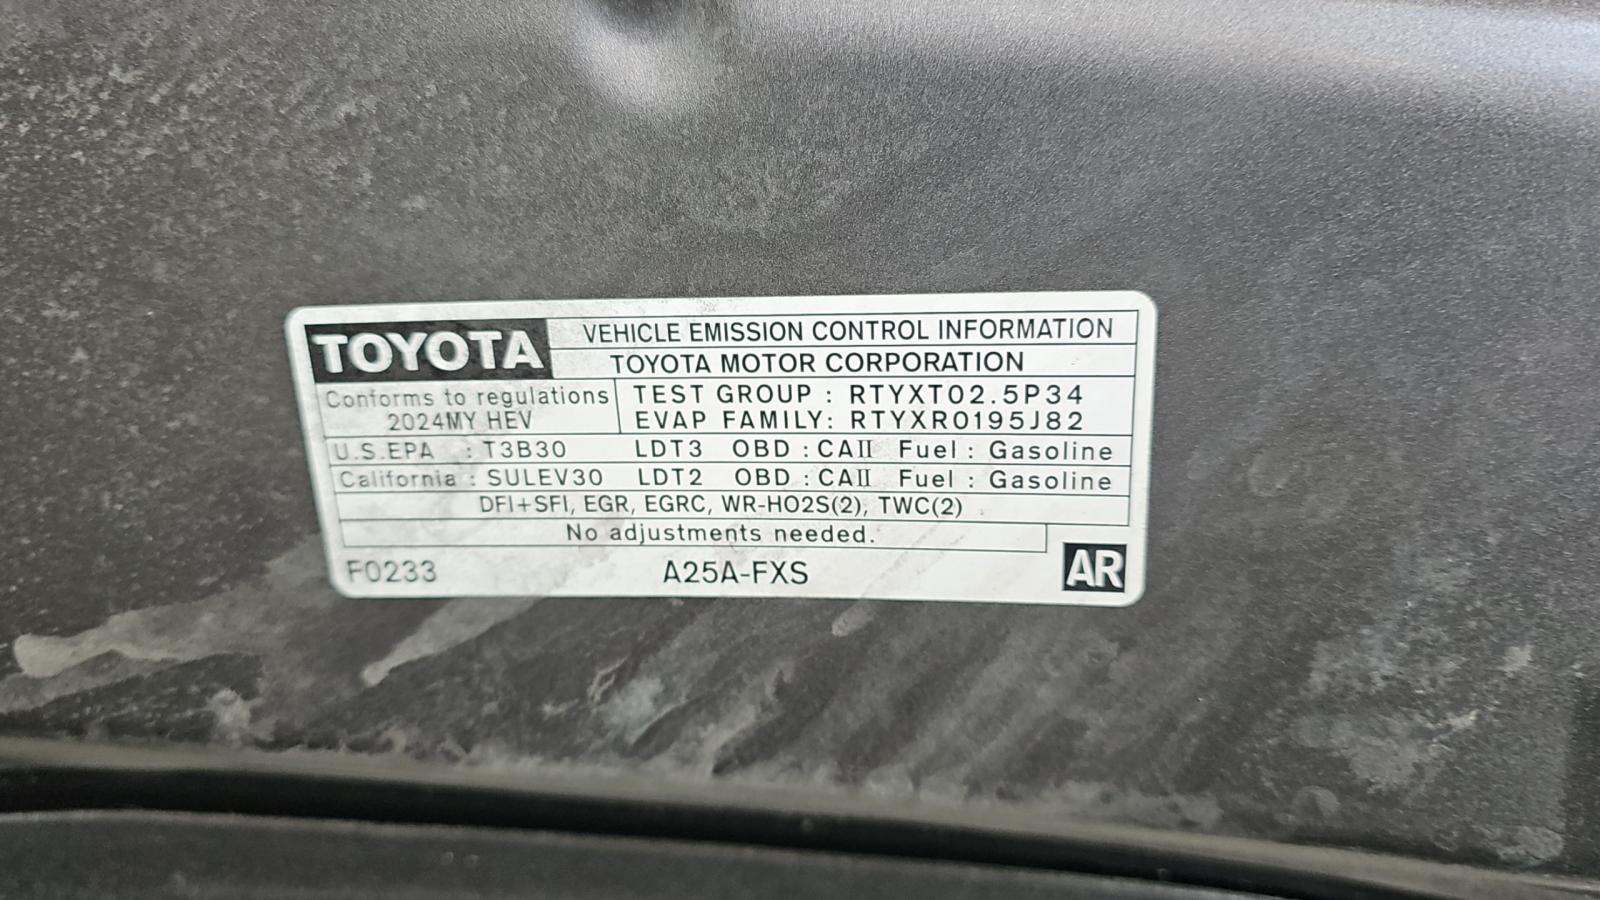 TOYOTA VEHICLE EMISSION CONTROL INFORMATION
TOYOTA MOTOR CORPORATION
Conforms to regulations TEST GROUP : RTYXT02.5P34
2024MY HEV EVAP FAMILY: RTYXR0195J82
U.S.EPA : T3B30 LDT3 OBD : CAII Fuel : Gasoline
California : SULEV30 LDT2 OBD : CAII Fuel : Gasoline
DFI+SFI, EGR, EGRC, WR-HO2S(2), TWC(2)
No adjustments needed.
F0233 A25A-FXS AR